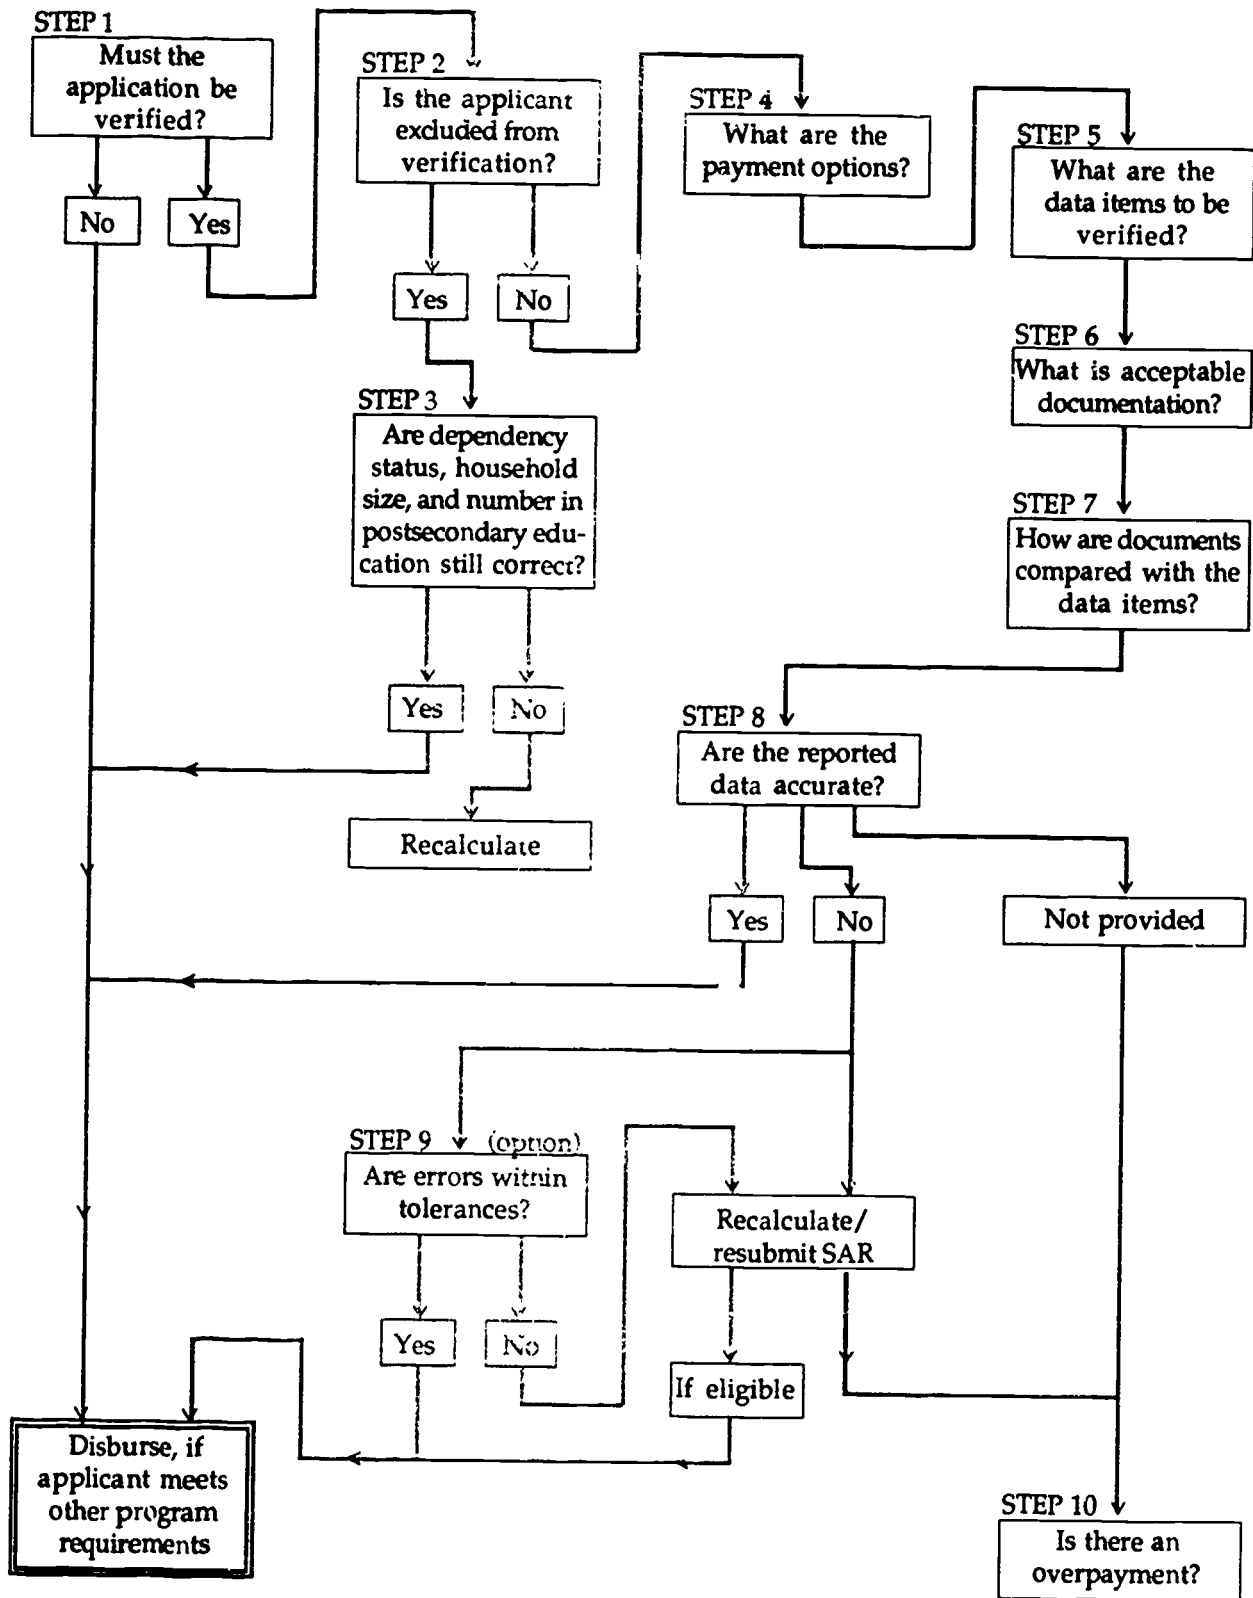 STEP 1
Must the
application be
verified?
No
Yes
STEP 2
Is the applicant
excluded from
verification?
Yes
No
STEP 3
Are dependency
status, household
size, and number in
postsecondary edu-
cation still correct?
Yes
No
Recalculate
STEP 4
What are the
payment options?
STEP 5
What are the
data items to be
verified?
STEP 6
What is acceptable
documentation?
STEP 7
How are documents
compared with the
data items?
STEP 8
Are the reported
data accurate?
Yes
No
Not provided
STEP 9 (option)
Are errors within
tolerances?
Yes
No
Recalculate/
resubmit SAR
If eligible
Disburse, if
applicant meets
other program
requirements
STEP 10
Is there an
overpayment?